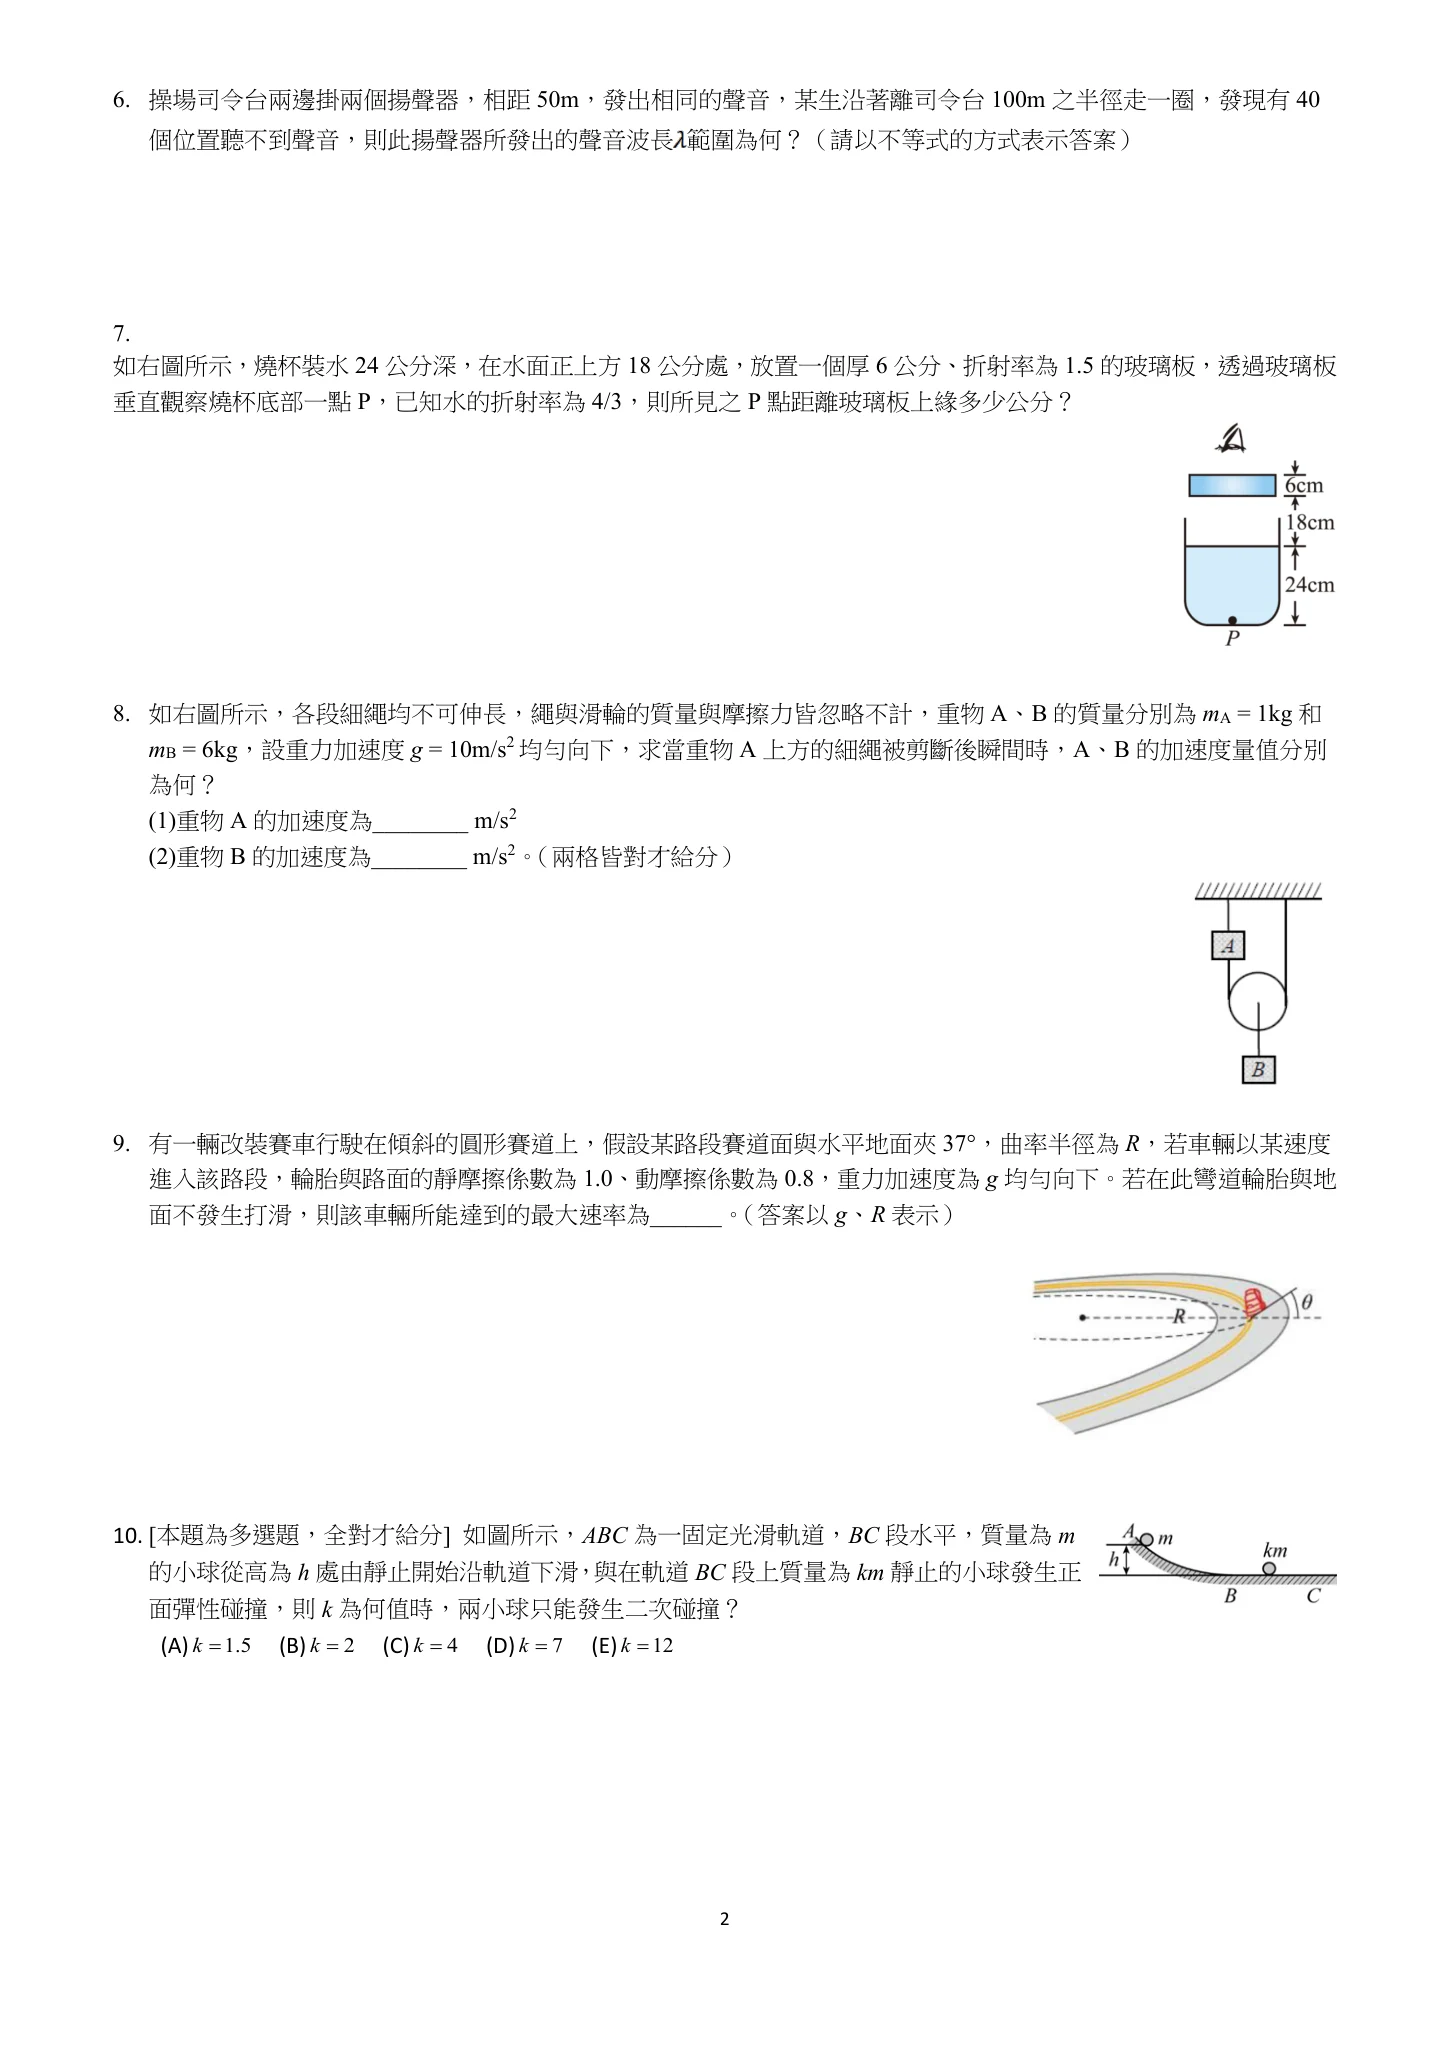 6. 操場司令台兩邊掛兩個揚聲器，相距 50m，發出相同的聲音，某生沿著離司令台 100m 之半徑走一圈，發現有 40
個位置聽不到聲音，則此揚聲器所發出的聲音波長λ範圍為何？（請以不等式的方式表示答案）
7.
如右圖所示，燒杯裝水 24 公分深，在水面正上方 18 公分處，放置一個厚 6 公分、折射率為 1.5 的玻璃板，透過玻璃板
垂直觀察燒杯底部一點 P，已知水的折射率為 4/3，則所見之 P 點距離玻璃板上緣多少公分？
6cm
18cm
24cm
P
8. 如右圖所示，各段細繩均不可伸長，繩與滑輪的質量與摩擦力皆忽略不計，重物 A、B 的質量分別為 mA = 1kg 和
mB = 6kg，設重力加速度 g = 10m/s² 均勻向下，求當重物 A 上方的細繩被剪斷後瞬間時，A、B 的加速度量值分別
為何？
(1)重物 A 的加速度為________ m/s²
(2)重物 B 的加速度為________ m/s²。（兩格皆對才給分）
A
B
9. 有一輛改裝賽車行駛在傾斜的圓形賽道上，假設某路段賽道面與水平地面夾 37°，曲率半徑為 R，若車輛以某速度
進入該路段，輪胎與路面的靜摩擦係數為 1.0、動摩擦係數為 0.8，重力加速度為 g 均勻向下。若在此彎道輪胎與地
面不發生打滑，則該車輛所能達到的最大速率為______。（答案以 g、R 表示）
R
θ
10. [本題為多選題，全對才給分] 如圖所示，ABC 為一固定光滑軌道，BC 段水平，質量為 m
的小球從高為 h 處由靜止開始沿軌道下滑，與在軌道 BC 段上質量為 km 靜止的小球發生正
面彈性碰撞，則 k 為何值時，兩小球只能發生二次碰撞？
(A) k = 1.5 (B) k = 2 (C) k = 4 (D) k = 7 (E) k = 12
A m
h
km
B C
2